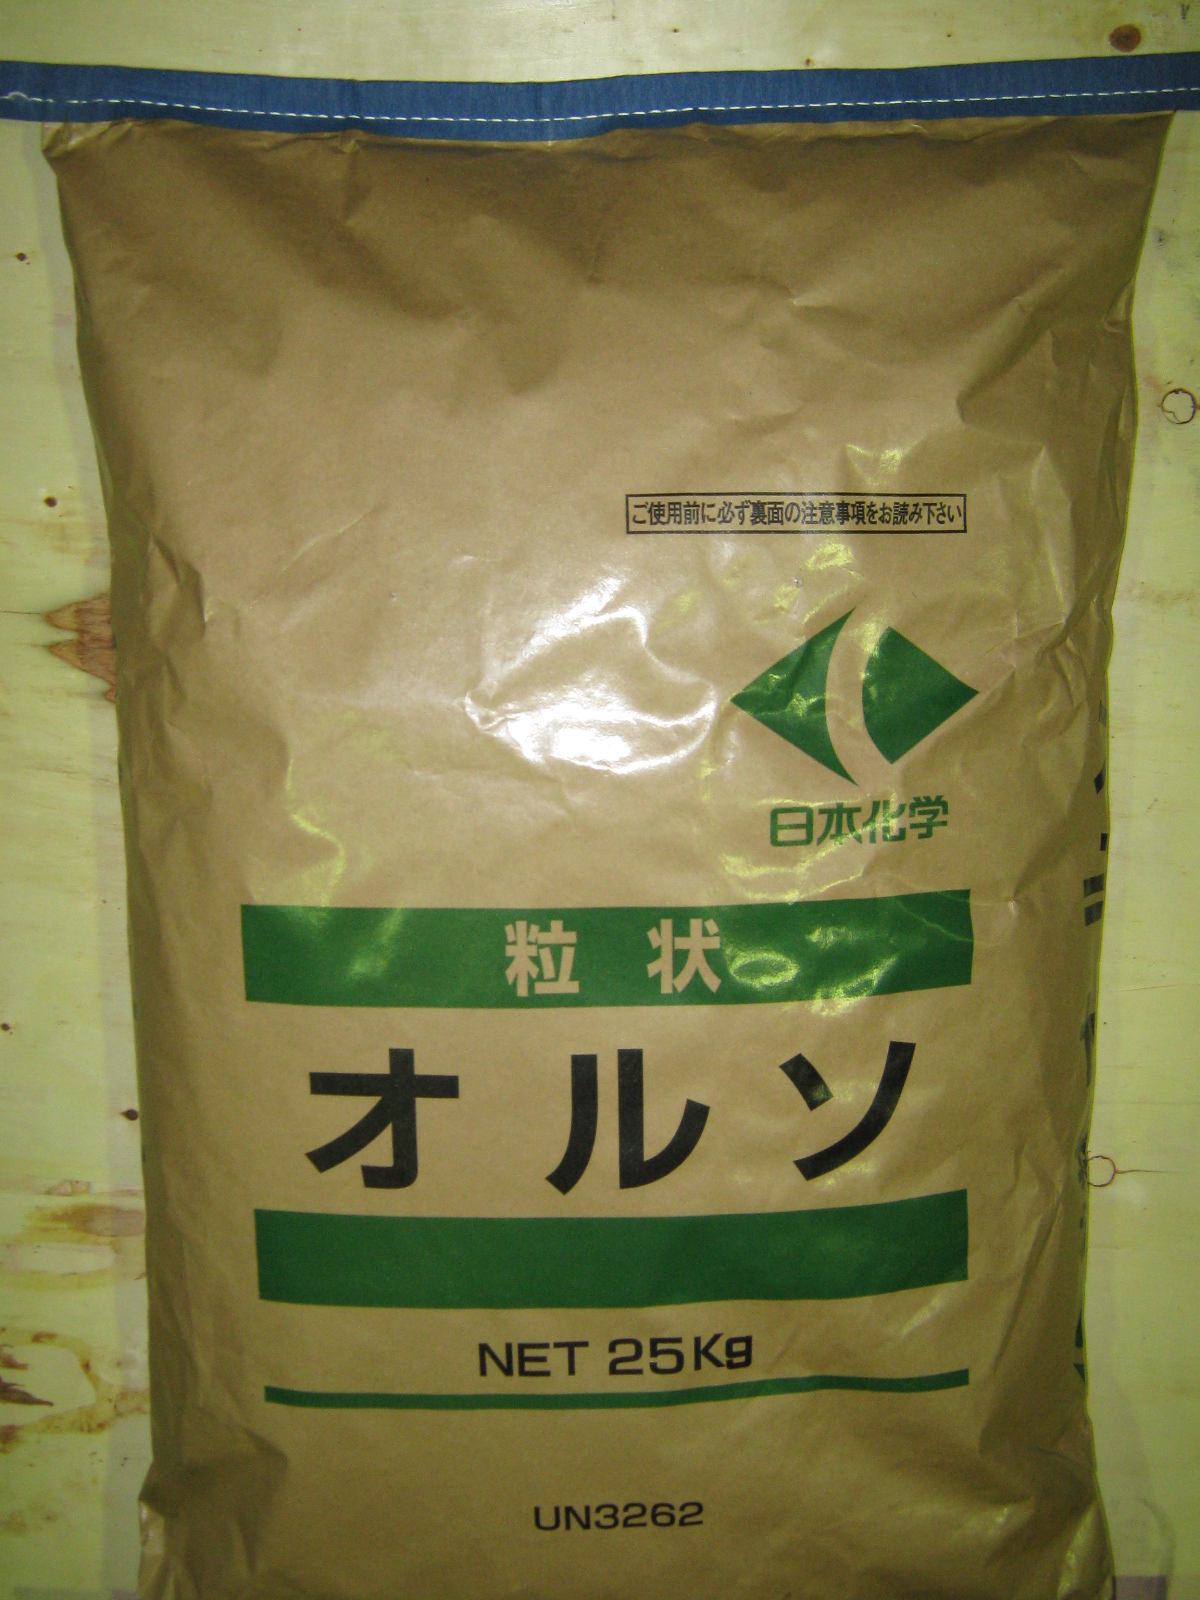 ご使用前に必ず裏面の注意事項をお読み下さい
日本化学
粒状
オルソ
NET 25Kg
UN3262